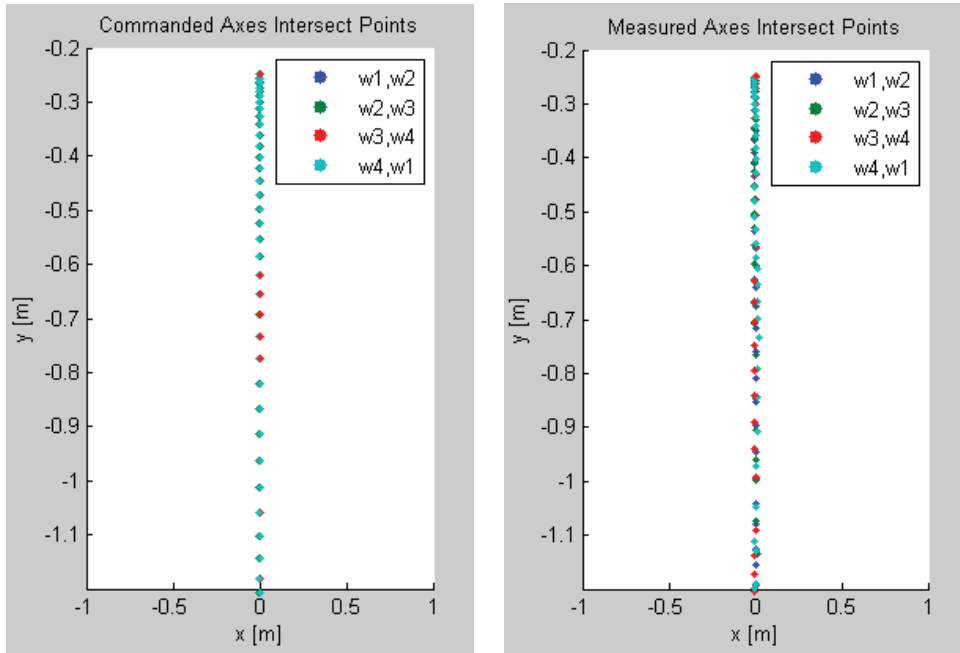 Commanded Axes Intersect Points
-0.2
-0.3
-0.4
-0.5
-0.6
-0.7
-0.8
-0.9
-1
-1.1
y [m]
w1,w2
w2,w3
w3,w4
w4,w1
-1
-0.5
0
0.5
1
x [m]
Measured Axes Intersect Points
-0.2
-0.3
-0.4
-0.5
-0.6
-0.7
-0.8
-0.9
-1
-1.1
y [m]
w1,w2
w2,w3
w3,w4
w4,w1
-1
-0.5
0
0.5
1
x [m]